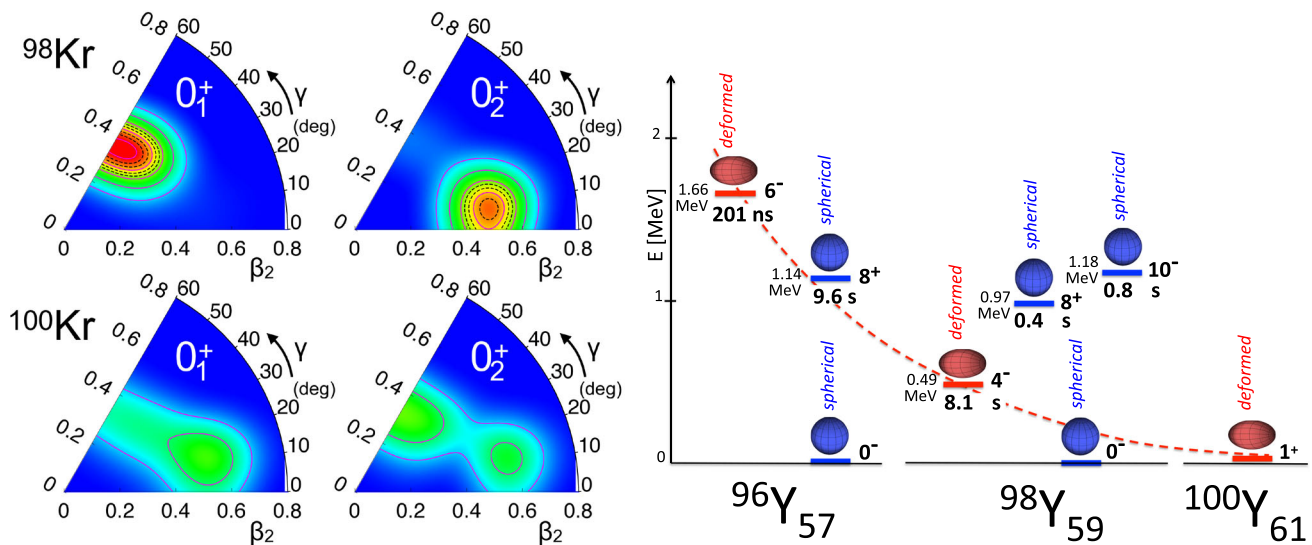 ⁹⁸Kr
0₁⁺
0.8 60
50
40
30
20
10
0
0.6
0.4
0.2
γ
(deg)
0 0.2 0.4 0.6 0.8
β₂
0₂⁺
0.8 60
50
40
30
20
10
0
0.6
0.4
0.2
γ
(deg)
0 0.2 0.4 0.6 0.8
β₂
¹⁰⁰Kr
0₁⁺
0.8 60
50
40
30
20
10
0
0.6
0.4
0.2
γ
(deg)
0 0.2 0.4 0.6 0.8
β₂
0₂⁺
0.8 60
50
40
30
20
10
0
0.6
0.4
0.2
γ
(deg)
0 0.2 0.4 0.6 0.8
β₂
E [MeV]
2
1
0
deformed
1.66
MeV
6⁻
201 ns
spherical
1.14
MeV
8⁺
9.6 s
spherical
0⁻
⁹⁶Y₅₇
deformed
0.49
MeV
4⁻
8.1 s
spherical
0.97
MeV
8⁺
0.4 s
spherical
1.18
MeV
10⁻
0.8 s
spherical
0⁻
⁹⁸Y₅₉
deformed
1⁺
¹⁰⁰Y₆₁